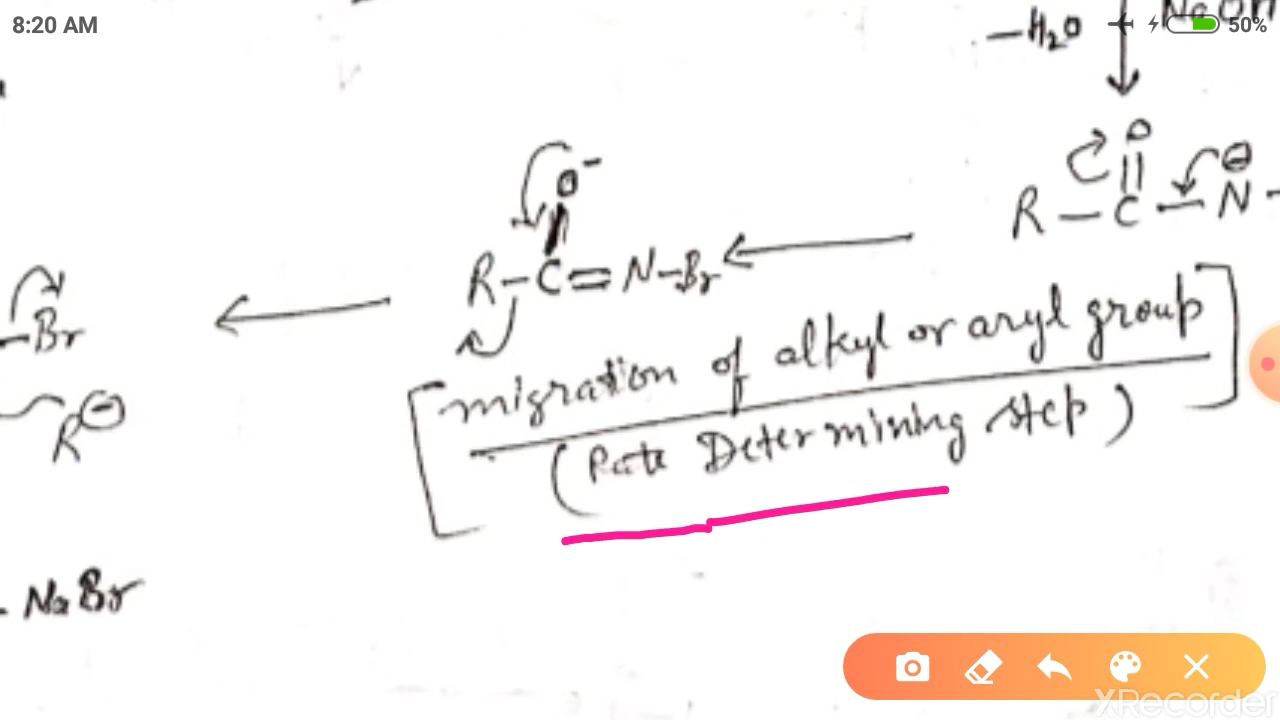 8:20 AM
50%
-H₂O
NaOH
O
R-C-N-
O⁻
R-C=N-Br
-Br
R⊖
[migration of alkyl or aryl group]
(Rate Determining step)
- NaBr
XRecorder